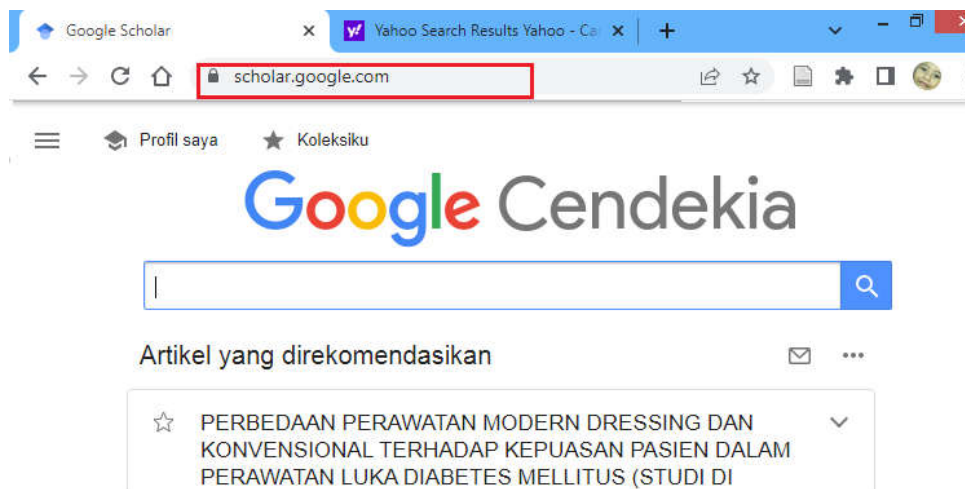 Google Scholar
Yahoo Search Results Yahoo - Ca
scholar.google.com
Profil saya
Koleksiku
Google Cendekia
Artikel yang direkomendasikan
PERBEDAAN PERAWATAN MODERN DRESSING DAN
KONVENSIONAL TERHADAP KEPUASAN PASIEN DALAM
PERAWATAN LUKA DIABETES MELLITUS (STUDI DI